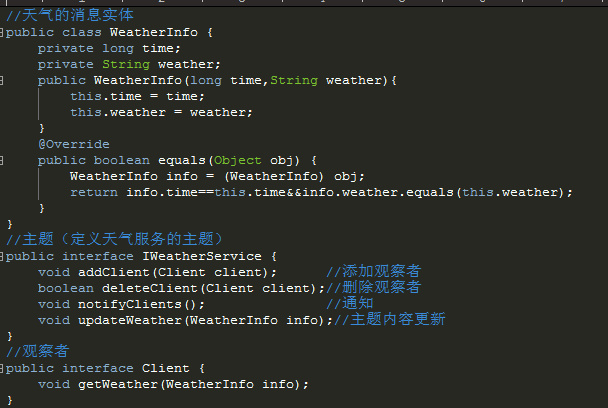 //天气的消息实体
public class WeatherInfo {
    private long time;
    private String weather;
    public WeatherInfo(long time,String weather){
        this.time = time;
        this.weather = weather;
    }
    @Override
    public boolean equals(Object obj) {
        WeatherInfo info = (WeatherInfo) obj;
        return info.time==this.time&&info.weather.equals(this.weather);
    }
}
//主题（定义天气服务的主题）
public interface IWeatherService {
    void addClient(Client client);      //添加观察者
    boolean deleteClient(Client client);//删除观察者
    void notifyClients();               //通知
    void updateWeather(WeatherInfo info);//主题内容更新
}
//观察者
public interface Client {
    void getWeather(WeatherInfo info);
}